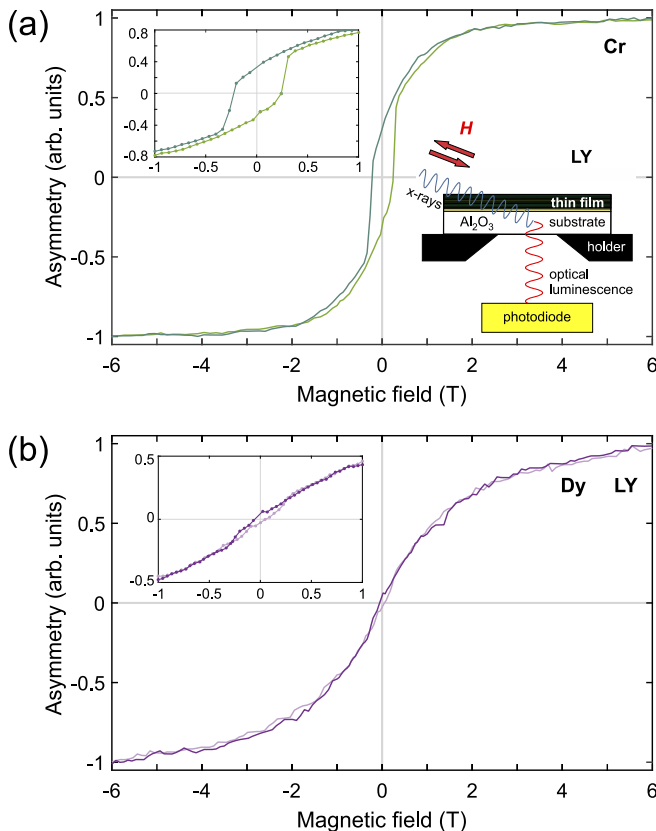 (a)
1
0.5
0
-0.5
-1
Asymmetry (arb. units)
0.8
0.4
0
-0.4
-0.8
-1
-0.5
0
0.5
1
Cr
LY
H
x-rays
thin film
Al2O3
substrate
holder
optical
luminescence
photodiode
-6
-4
-2
0
2
4
6
Magnetic field (T)
(b)
1
0.5
0
-0.5
-1
Asymmetry (arb. units)
0.5
0
-0.5
-1
-0.5
0
0.5
1
Dy LY
-6
-4
-2
0
2
4
6
Magnetic field (T)